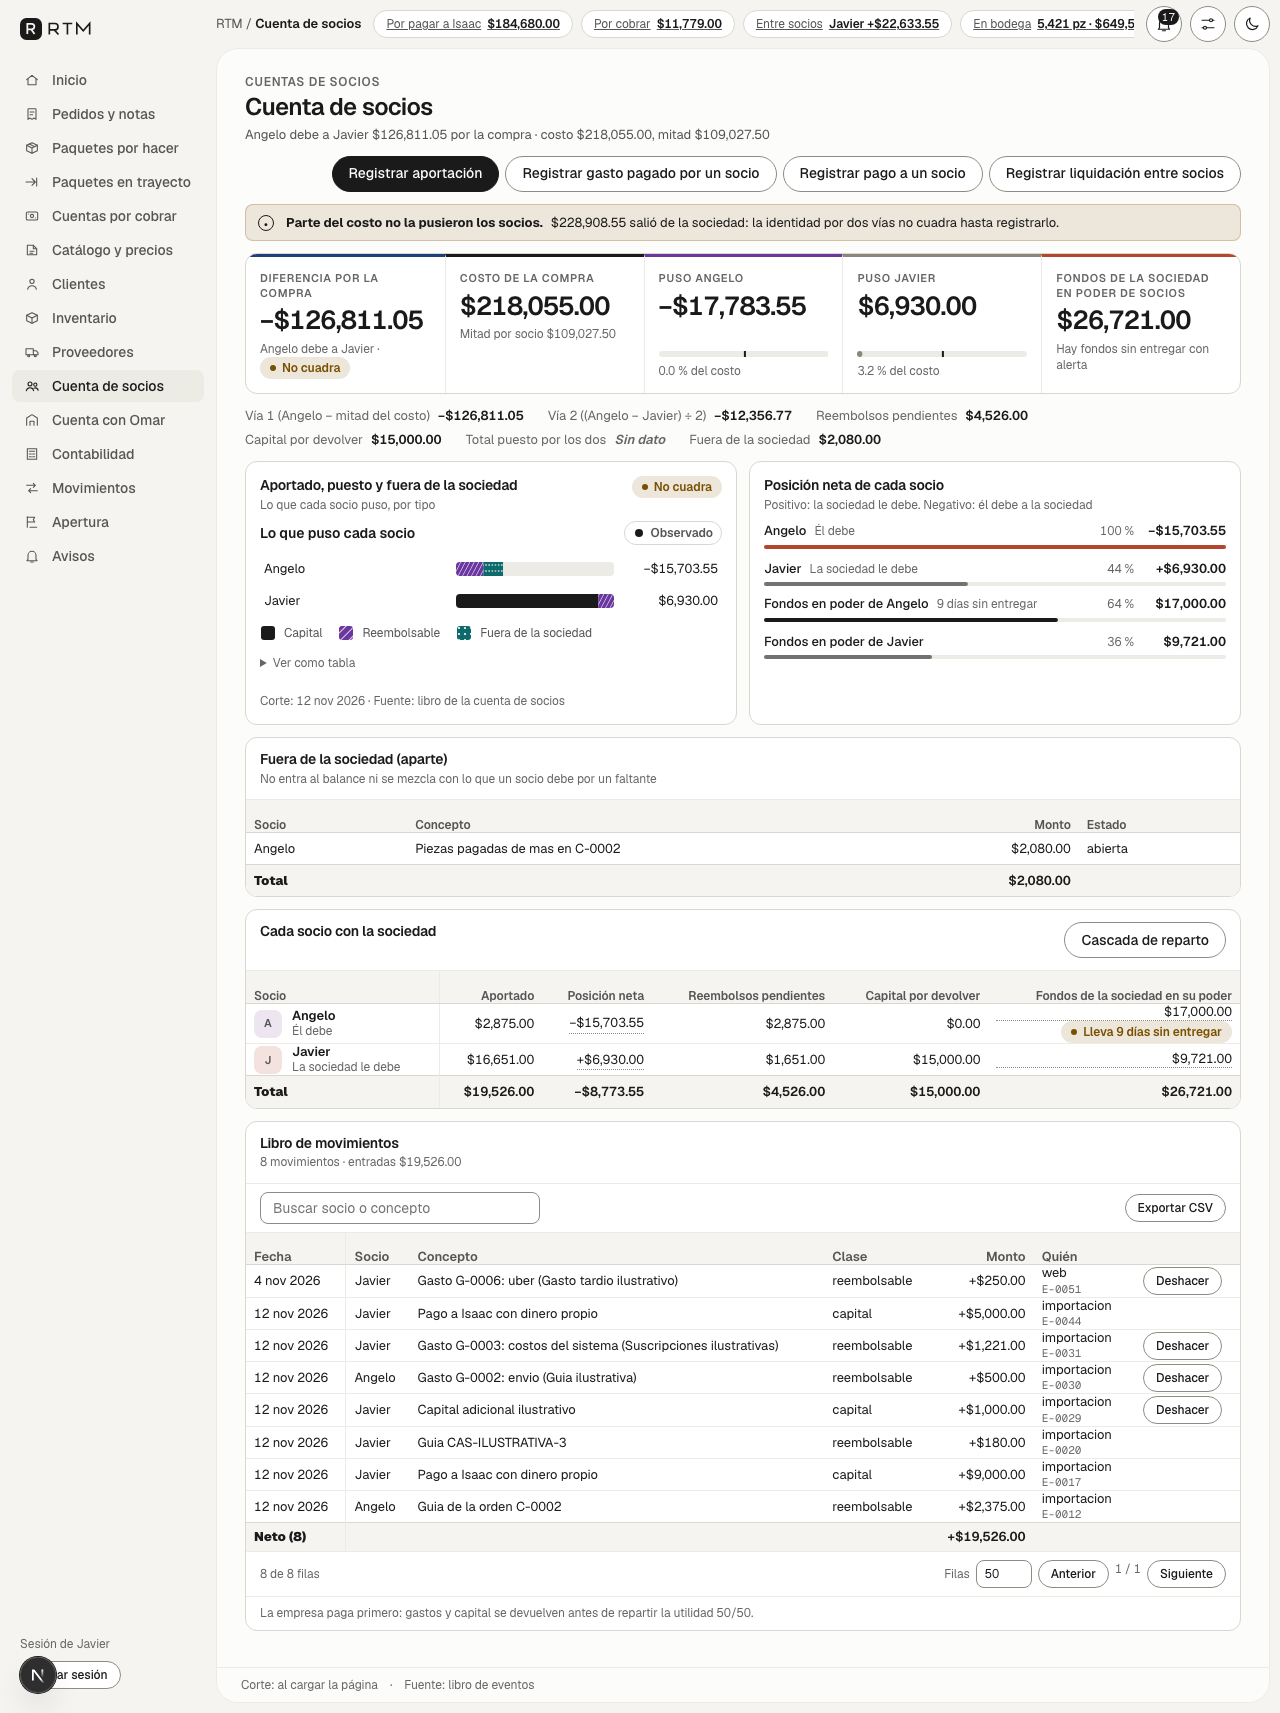 R RTM
RTM / Cuenta de socios
Por pagar a Isaac $184,680.00
Por cobrar $11,779.00
Entre socios Javier +$22,633.55
En bodega 5,421 pz · $649,5
17
Inicio
Pedidos y notas
Paquetes por hacer
Paquetes en trayecto
Cuentas por cobrar
Catálogo y precios
Clientes
Inventario
Proveedores
Cuenta de socios
Cuenta con Omar
Contabilidad
Movimientos
Apertura
Avisos
Sesión de Javier
N ar sesión
CUENTAS DE SOCIOS
Cuenta de socios
Angelo debe a Javier $126,811.05 por la compra · costo $218,055.00, mitad $109,027.50
Registrar aportación
Registrar gasto pagado por un socio
Registrar pago a un socio
Registrar liquidación entre socios
Parte del costo no la pusieron los socios. $228,908.55 salió de la sociedad: la identidad por dos vías no cuadra hasta registrarlo.
DIFERENCIA POR LA
COMPRA
−$126,811.05
Angelo debe a Javier ·
No cuadra
COSTO DE LA COMPRA
$218,055.00
Mitad por socio $109,027.50
PUSO ANGELO
−$17,783.55
0.0 % del costo
PUSO JAVIER
$6,930.00
3.2 % del costo
FONDOS DE LA SOCIEDAD
EN PODER DE SOCIOS
$26,721.00
Hay fondos sin entregar con
alerta
Vía 1 (Angelo − mitad del costo) −$126,811.05 Vía 2 ((Angelo − Javier) ÷ 2) −$12,356.77 Reembolsos pendientes $4,526.00
Capital por devolver $15,000.00 Total puesto por los dos Sin dato Fuera de la sociedad $2,080.00
Aportado, puesto y fuera de la sociedad
No cuadra
Lo que cada socio puso, por tipo
Lo que puso cada socio
Observado
Angelo −$15,703.55
Javier $6,930.00
Capital Reembolsable Fuera de la sociedad
Ver como tabla
Corte: 12 nov 2026 · Fuente: libro de la cuenta de socios
Posición neta de cada socio
Positivo: la sociedad le debe. Negativo: él debe a la sociedad
Angelo Él debe 100 % −$15,703.55
Javier La sociedad le debe 44 % +$6,930.00
Fondos en poder de Angelo 9 días sin entregar 64 % $17,000.00
Fondos en poder de Javier 36 % $9,721.00
Fuera de la sociedad (aparte)
No entra al balance ni se mezcla con lo que un socio debe por un faltante
Socio Concepto Monto Estado
Angelo Piezas pagadas de mas en C-0002 $2,080.00 abierta
Total $2,080.00
Cada socio con la sociedad
Cascada de reparto
Socio Aportado Posición neta Reembolsos pendientes Capital por devolver Fondos de la sociedad en su poder
A Angelo
Él debe
$2,875.00 −$15,703.55 $2,875.00 $0.00 $17,000.00
Lleva 9 días sin entregar
J Javier
La sociedad le debe
$16,651.00 +$6,930.00 $1,651.00 $15,000.00 $9,721.00
Total $19,526.00 −$8,773.55 $4,526.00 $15,000.00 $26,721.00
Libro de movimientos
8 movimientos · entradas $19,526.00
Buscar socio o concepto
Exportar CSV
Fecha Socio Concepto Clase Monto Quién
4 nov 2026 Javier Gasto G-0006: uber (Gasto tardio ilustrativo) reembolsable +$250.00 web
E-0051
Deshacer
12 nov 2026 Javier Pago a Isaac con dinero propio capital +$5,000.00 importacion
E-0044
12 nov 2026 Javier Gasto G-0003: costos del sistema (Suscripciones ilustrativas) reembolsable +$1,221.00 importacion
E-0031
Deshacer
12 nov 2026 Angelo Gasto G-0002: envio (Guia ilustrativa) reembolsable +$500.00 importacion
E-0030
Deshacer
12 nov 2026 Javier Capital adicional ilustrativo capital +$1,000.00 importacion
E-0029
Deshacer
12 nov 2026 Javier Guia CAS-ILUSTRATIVA-3 reembolsable +$180.00 importacion
E-0020
12 nov 2026 Javier Pago a Isaac con dinero propio capital +$9,000.00 importacion
E-0017
12 nov 2026 Angelo Guia de la orden C-0002 reembolsable +$2,375.00 importacion
E-0012
Neto (8) +$19,526.00
8 de 8 filas
Filas 50 Anterior 1 / 1 Siguiente
La empresa paga primero: gastos y capital se devuelven antes de repartir la utilidad 50/50.
Corte: al cargar la página · Fuente: libro de eventos